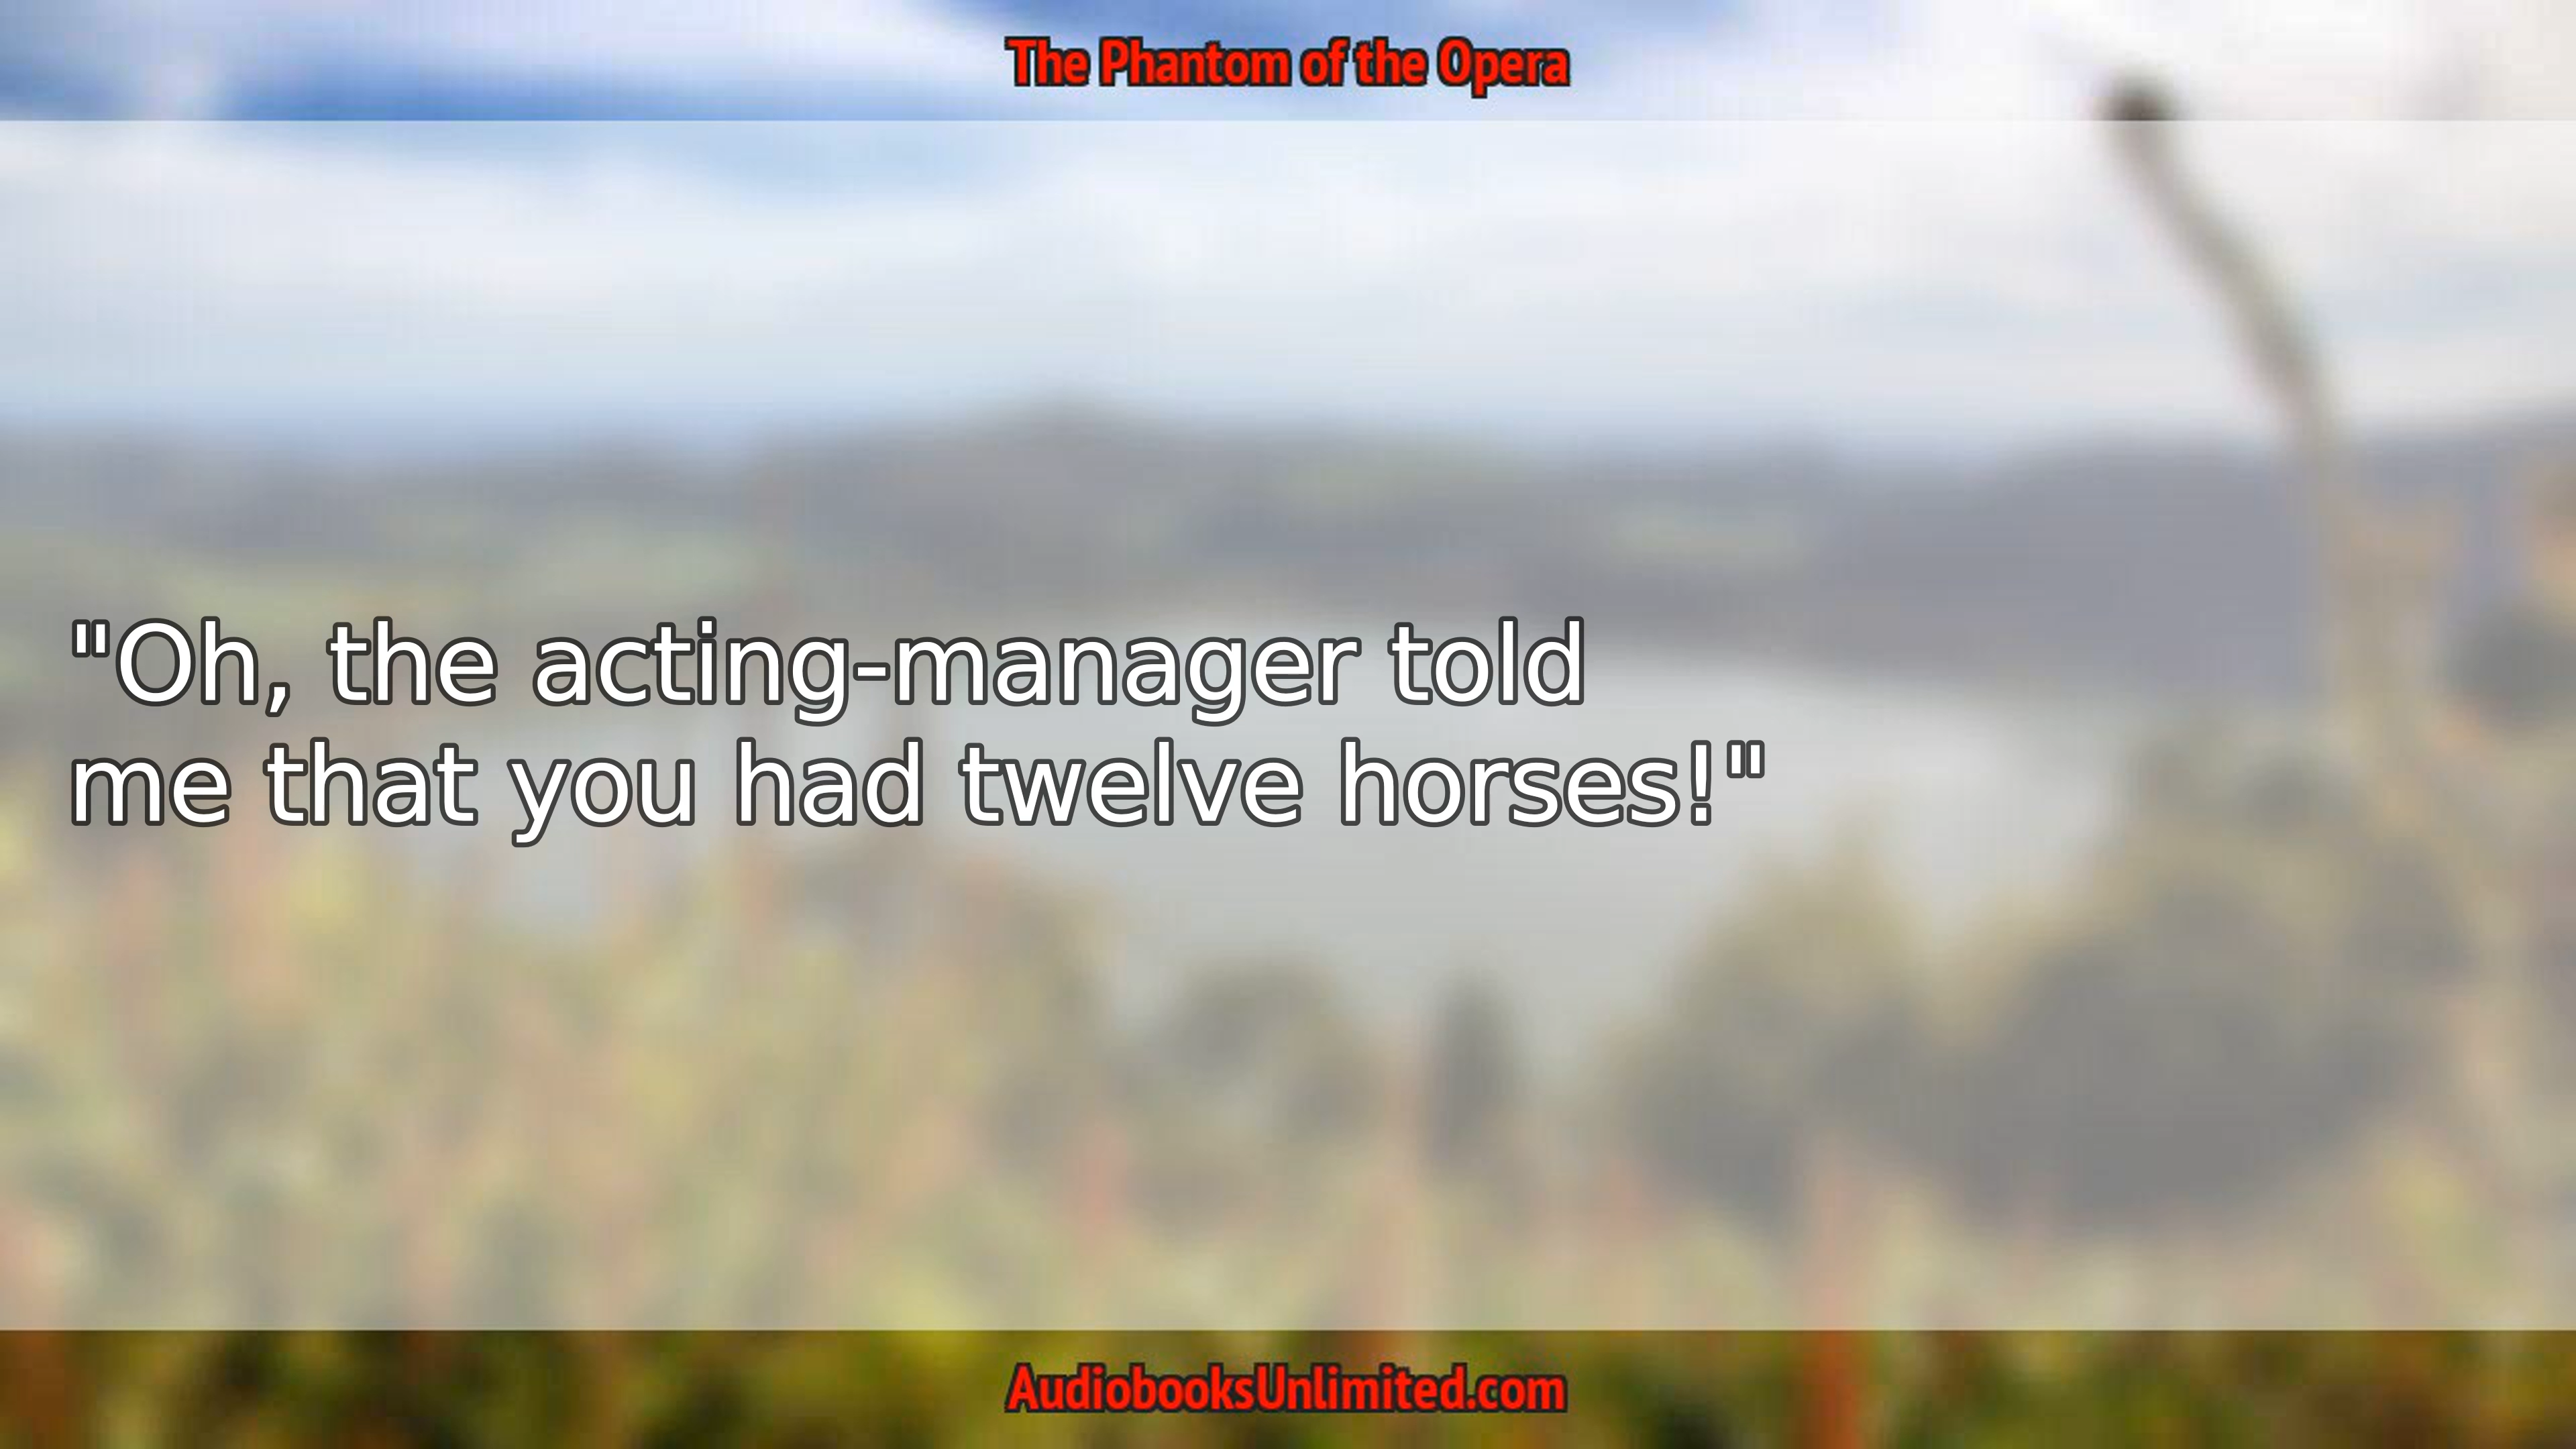 The Phantom of the Opera
"Oh, the acting-manager told
me that you had twelve horses!"
AudiobooksUnlimited.com